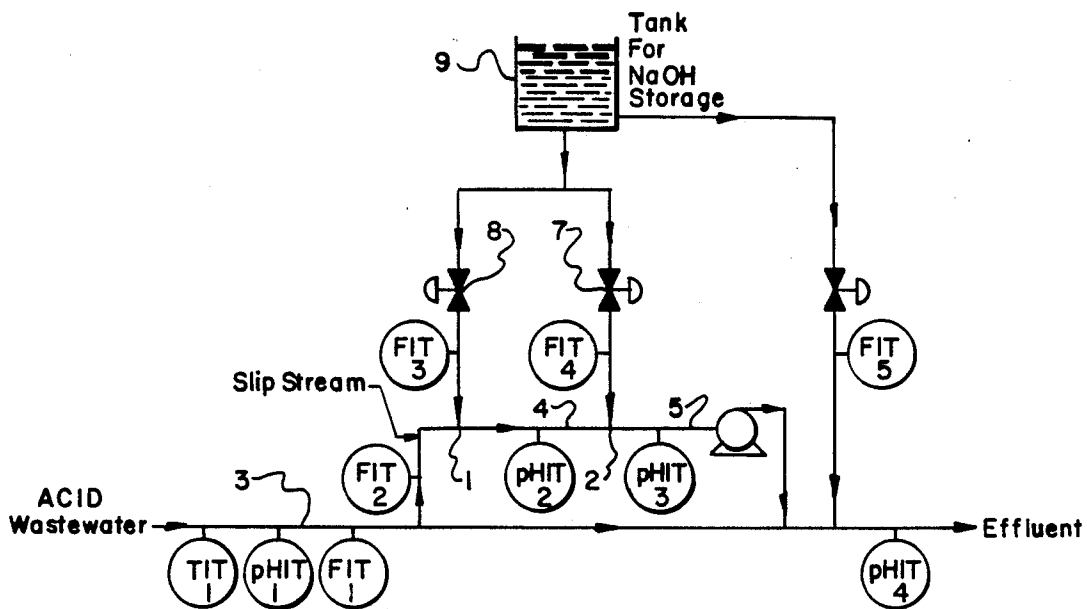 Tank
For
NaOH
Storage
9
8
7
FIT
3
FIT
4
FIT
5
Slip Stream
4
5
FIT
2
1
pHIT
2
2
pHIT
3
3
ACID
Wastewater
Effluent
TIT
1
pHIT
1
FIT
1
pHIT
4